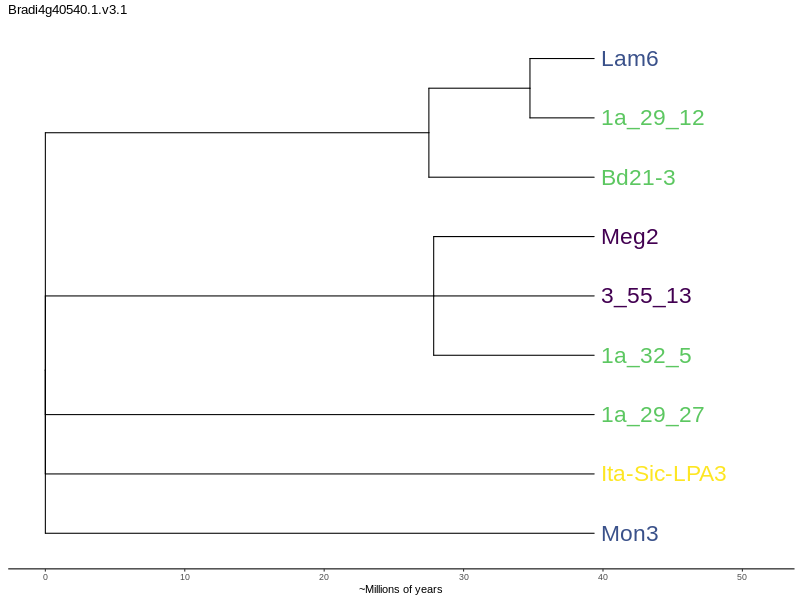 Bradi4g40540.1.v3.1
Lam6
1a_29_12
Bd21-3
Meg2
3_55_13
1a_32_5
1a_29_27
Ita-Sic-LPA3
Mon3
0 10 20 30 40 50
~Millions of years